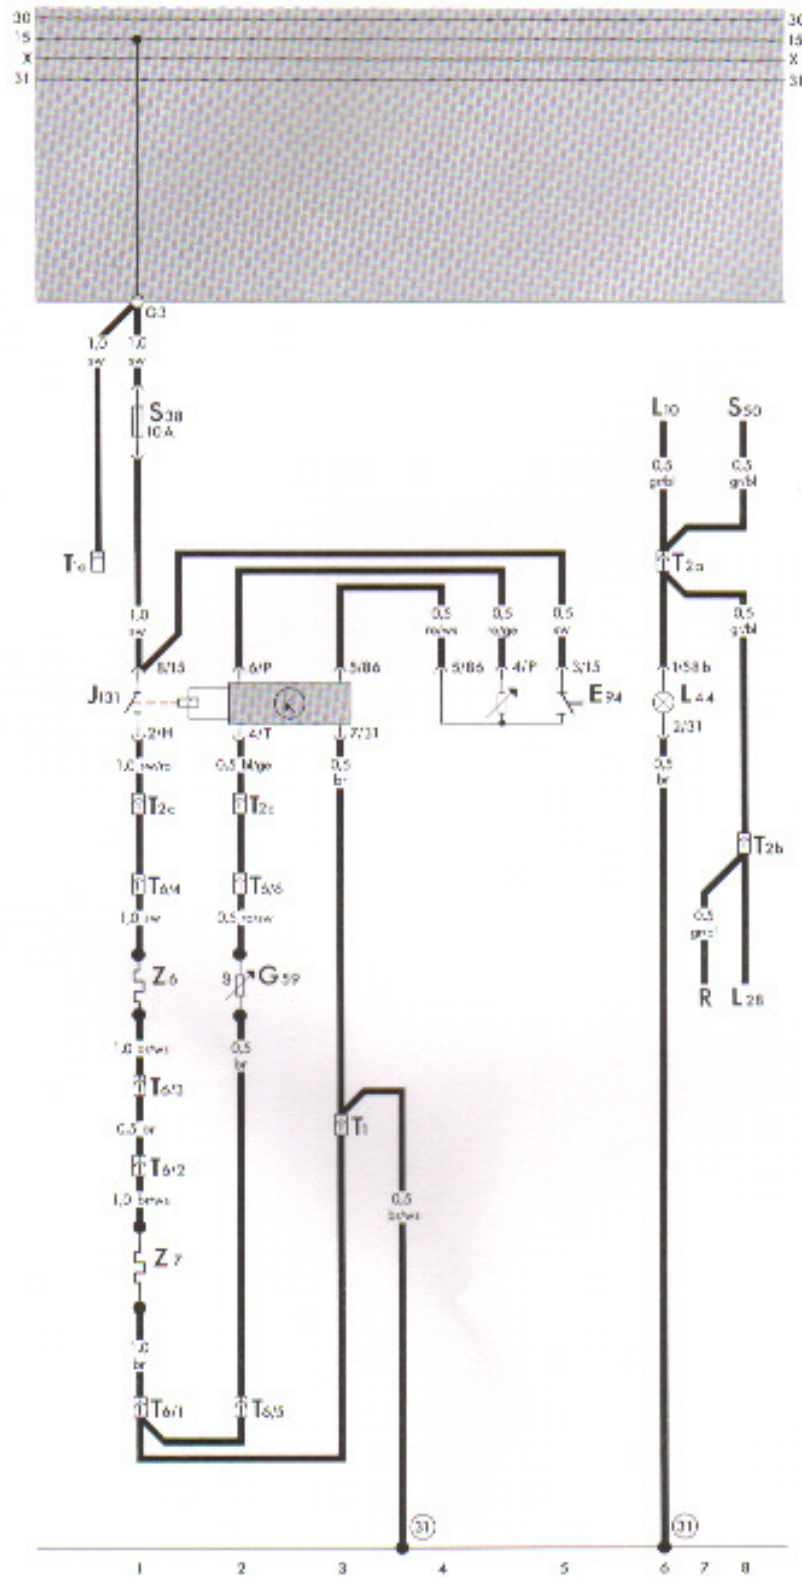 30 30
15 15
X X
31 31
G3
1,0 1,0
sw sw
S38
10A
L10 S50
0,5 0,5
gr/bl gr/bl
T1a
T2a
1,0 0,5 0,5 0,5 0,5
sw ro/ws ro/ge sw gr/bl
8/15 6/P 5/86 5/86 4/P 3/15 1/58b
J131 K E94 L44
2/H 4/T 7/31 2/31
1,0 sw/ro 0,5 bl/ge 0,5 0,5
br br
T2c T2c
T2b
T6/4 T6/6
1,0 sw 0,5 ro/sw 0,5
gr/bl
Z6 G59 R L28
1,0 br/ws 0,5
br
T6/3
T1
0,5 br
T6/2
1,0 br/ws 0,5
br/ws
Z7
1,0
br
T6/1 T6/5
31 31
1 2 3 4 5 6 7 8